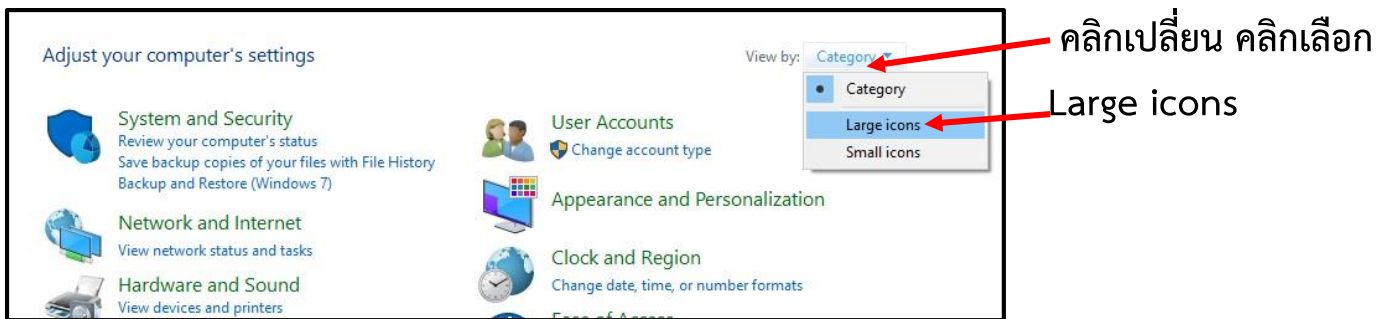 คลิกเปลี่ยน คลิกเลือก
Large icons
Adjust your computer's settings
View by: Category
Category
Large icons
Small icons
System and Security
Review your computer's status
Save backup copies of your files with File History
Backup and Restore (Windows 7)
Network and Internet
View network status and tasks
Hardware and Sound
View devices and printers
User Accounts
Change account type
Appearance and Personalization
Clock and Region
Change date, time, or number formats
Ease of Access